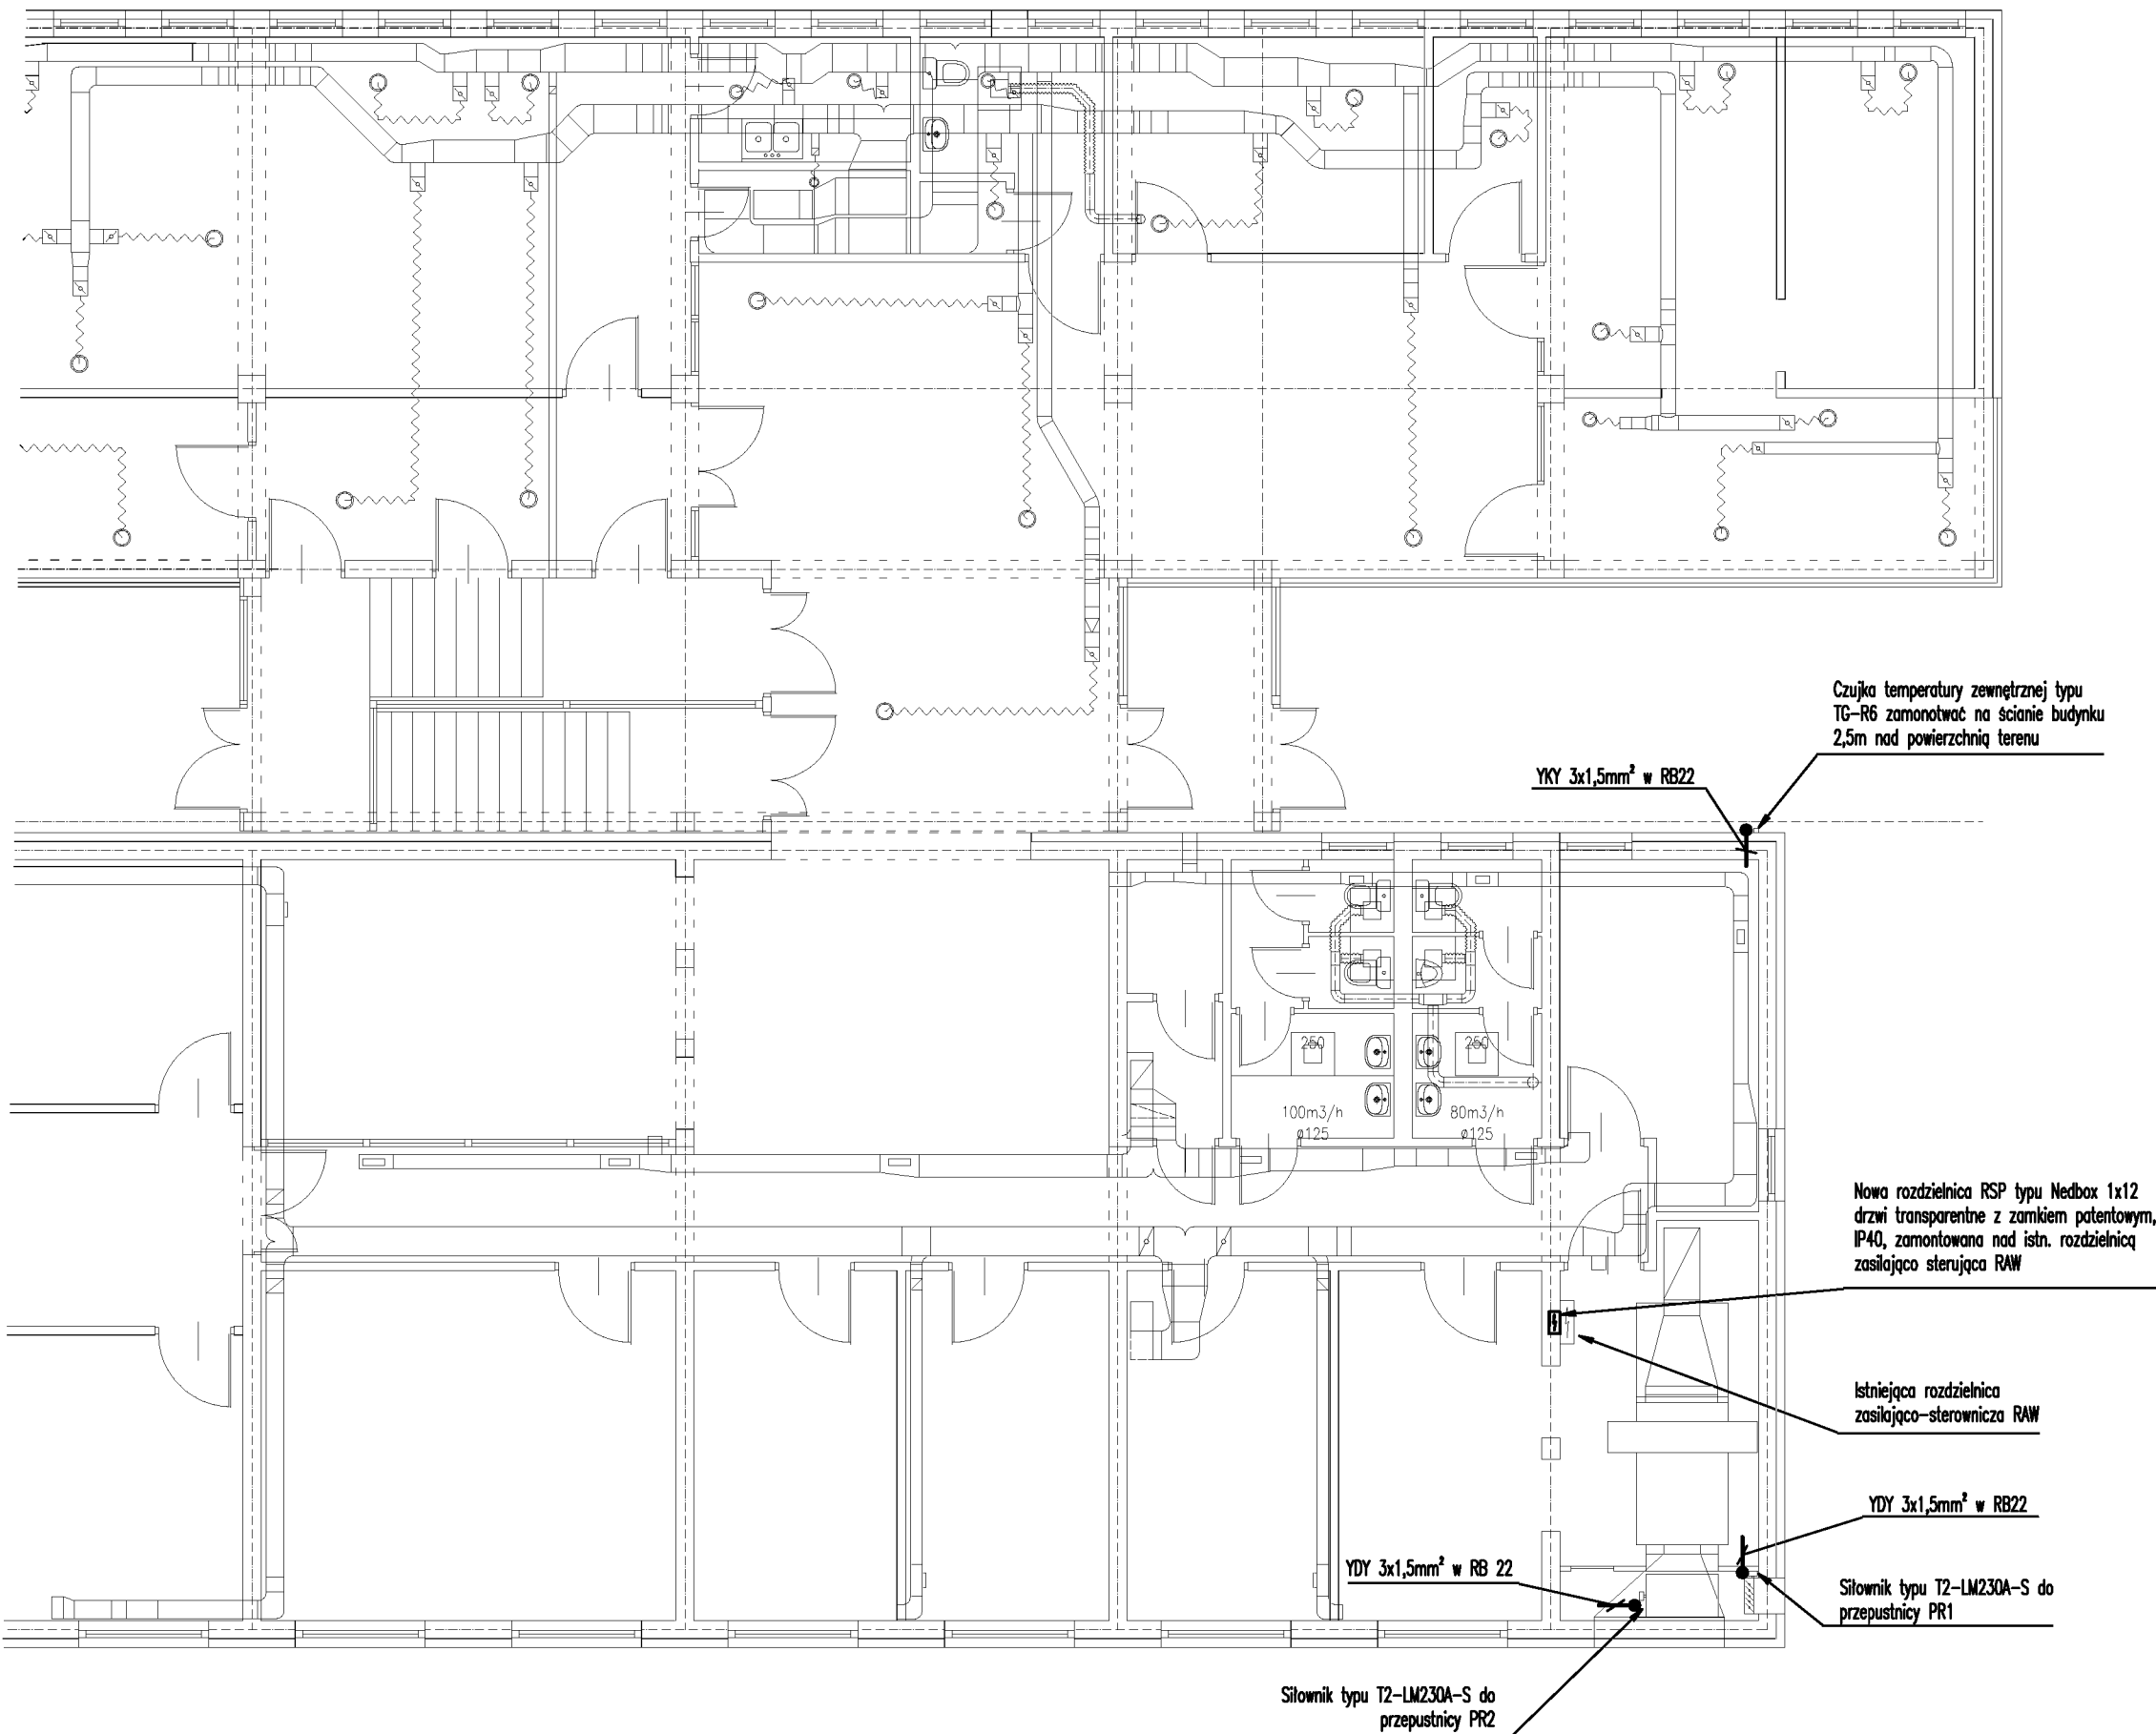 Czujka temperatury zewnętrznej typu
TG-R6 zamonotwać na ścianie budynku
2,5m nad powierzchnią terenu
YKY 3x1,5mm² w RB22
250
250
100m3/h
ø125
80m3/h
ø125
Nowa rozdzielnica RSP typu Nedbox 1x12
drzwi transparentne z zamkiem patentowym,
IP40, zamontowana nad istn. rozdzielnicą
zasilająco sterująca RAW
Istniejąca rozdzielnica
zasilająco-sterownicza RAW
YDY 3x1,5mm² w RB22
YDY 3x1,5mm² w RB 22
Siłownik typu T2-LM230A-S do
przepustnicy PR1
Siłownik typu T2-LM230A-S do
przepustnicy PR2